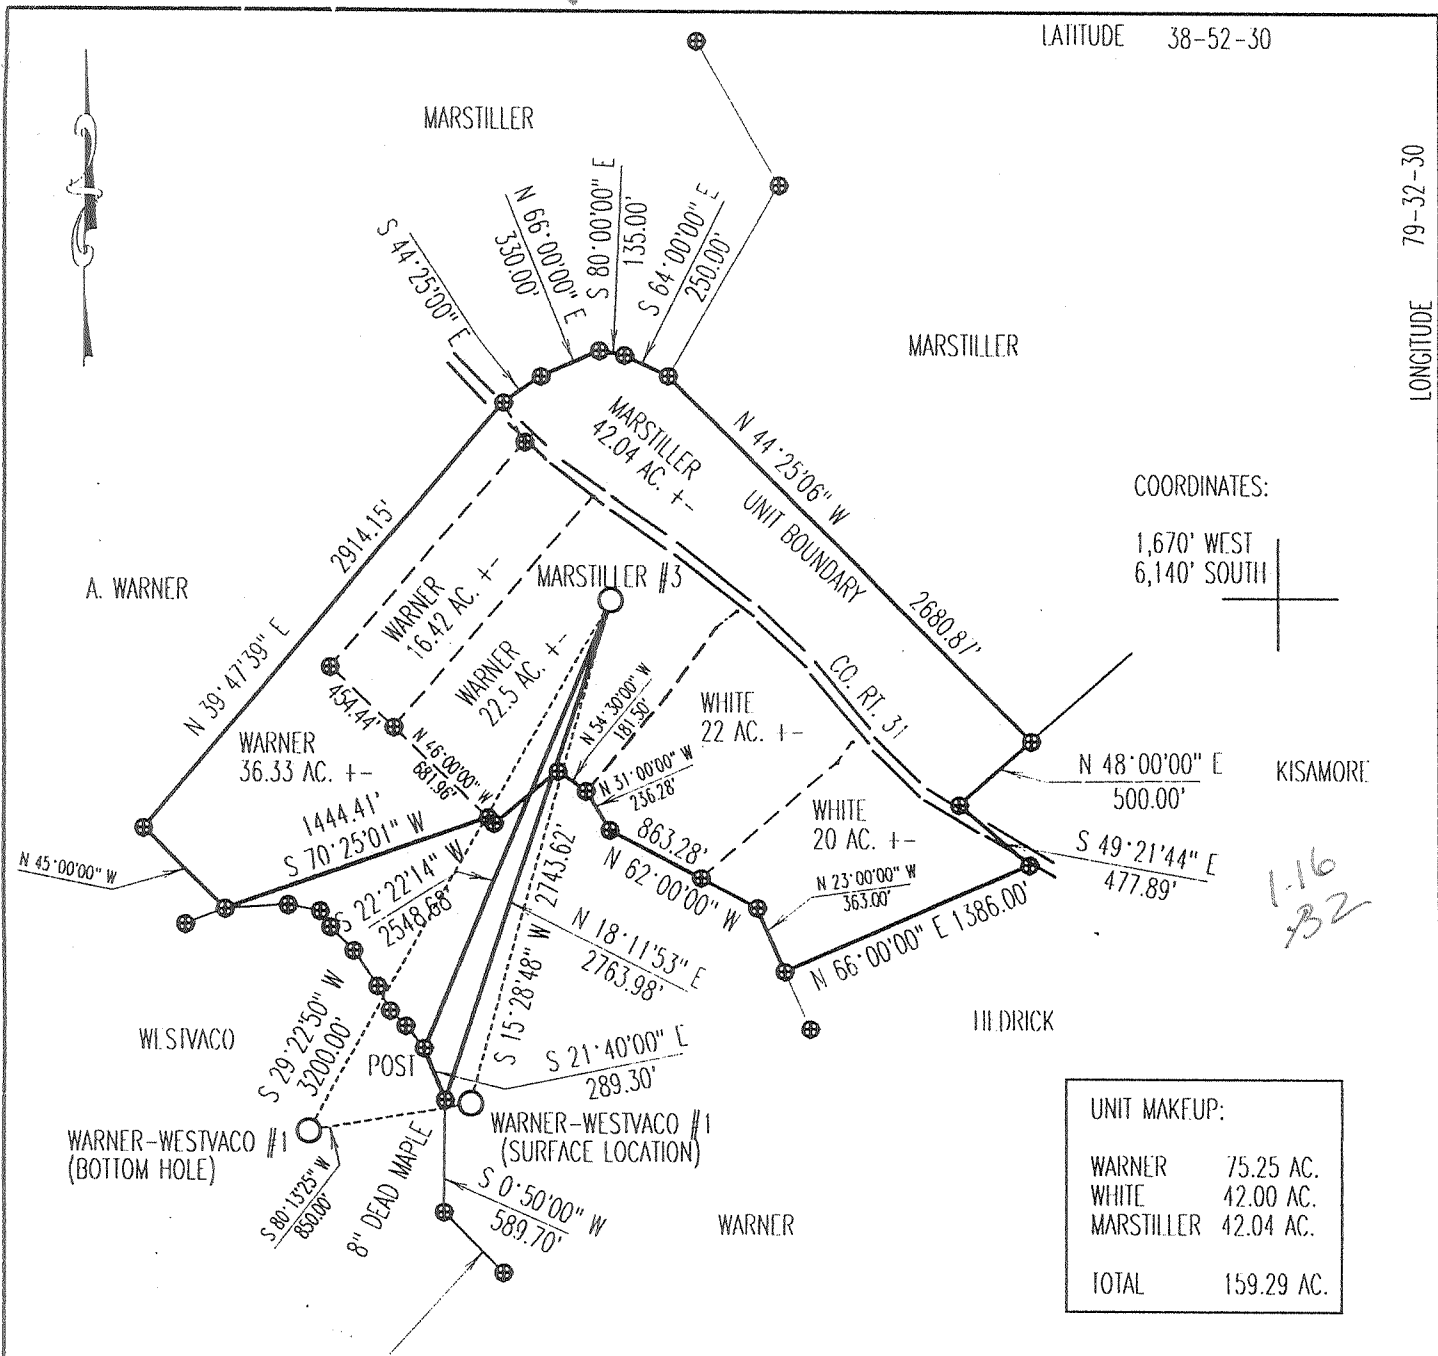 LATITUDE 38-52-30
LONGITUDE 79-32-30
MARSTILLER
S 44°25'00" E
N 66°00'00" E
330.00'
S 80°00'00" E
135.00'
S 64°00'00" E
250.00'
MARSTILLER
MARSTILLER
42.04 AC. +-
N 44°25'06" W
UNIT BOUNDARY
2680.87'
COORDINATES:
1,670' WEST
6,140' SOUTH
2914.15'
N 39°47'39" E
A. WARNER
WARNER
16.42 AC. +-
MARSTILLER #3
WARNER
22.5 AC. +-
454.44'
N 46°00'00" W
681.96'
WARNER
36.33 AC. +-
N 54°30'00" W
181.50'
WHITE
22 AC. +-
CO. RT. 31
N 31°00'00" W
236.28'
N 48°00'00" E
500.00'
KISAMORE
1444.41'
S 70°25'01" W
863.28'
N 62°00'00" W
WHITE
20 AC. +-
N 23°00'00" W
363.00'
S 49°21'44" E
477.89'
N 66°00'00" E 1386.00'
1-16
N 45°00'00" W
S 22°22'14" W
2548.68'
2743.62'
S 15°28'48" W
N 18°11'53" E
2763.98'
WESTVACO
S 29°22'50" W
3200.00'
POST
S 21°40'00" E
289.30'
HEDRICK
WARNER-WESTVACO #1
(BOTTOM HOLE)
WARNER-WESTVACO #1
(SURFACE LOCATION)
S 80°13'25" W
850.00'
8" DEAD MAPLE
S 0°50'00" W
589.70'
WARNER
UNIT MAKEUP:
WARNER 75.25 AC.
WHITE 42.00 AC.
MARSTILLER 42.04 AC.
TOTAL 159.29 AC.